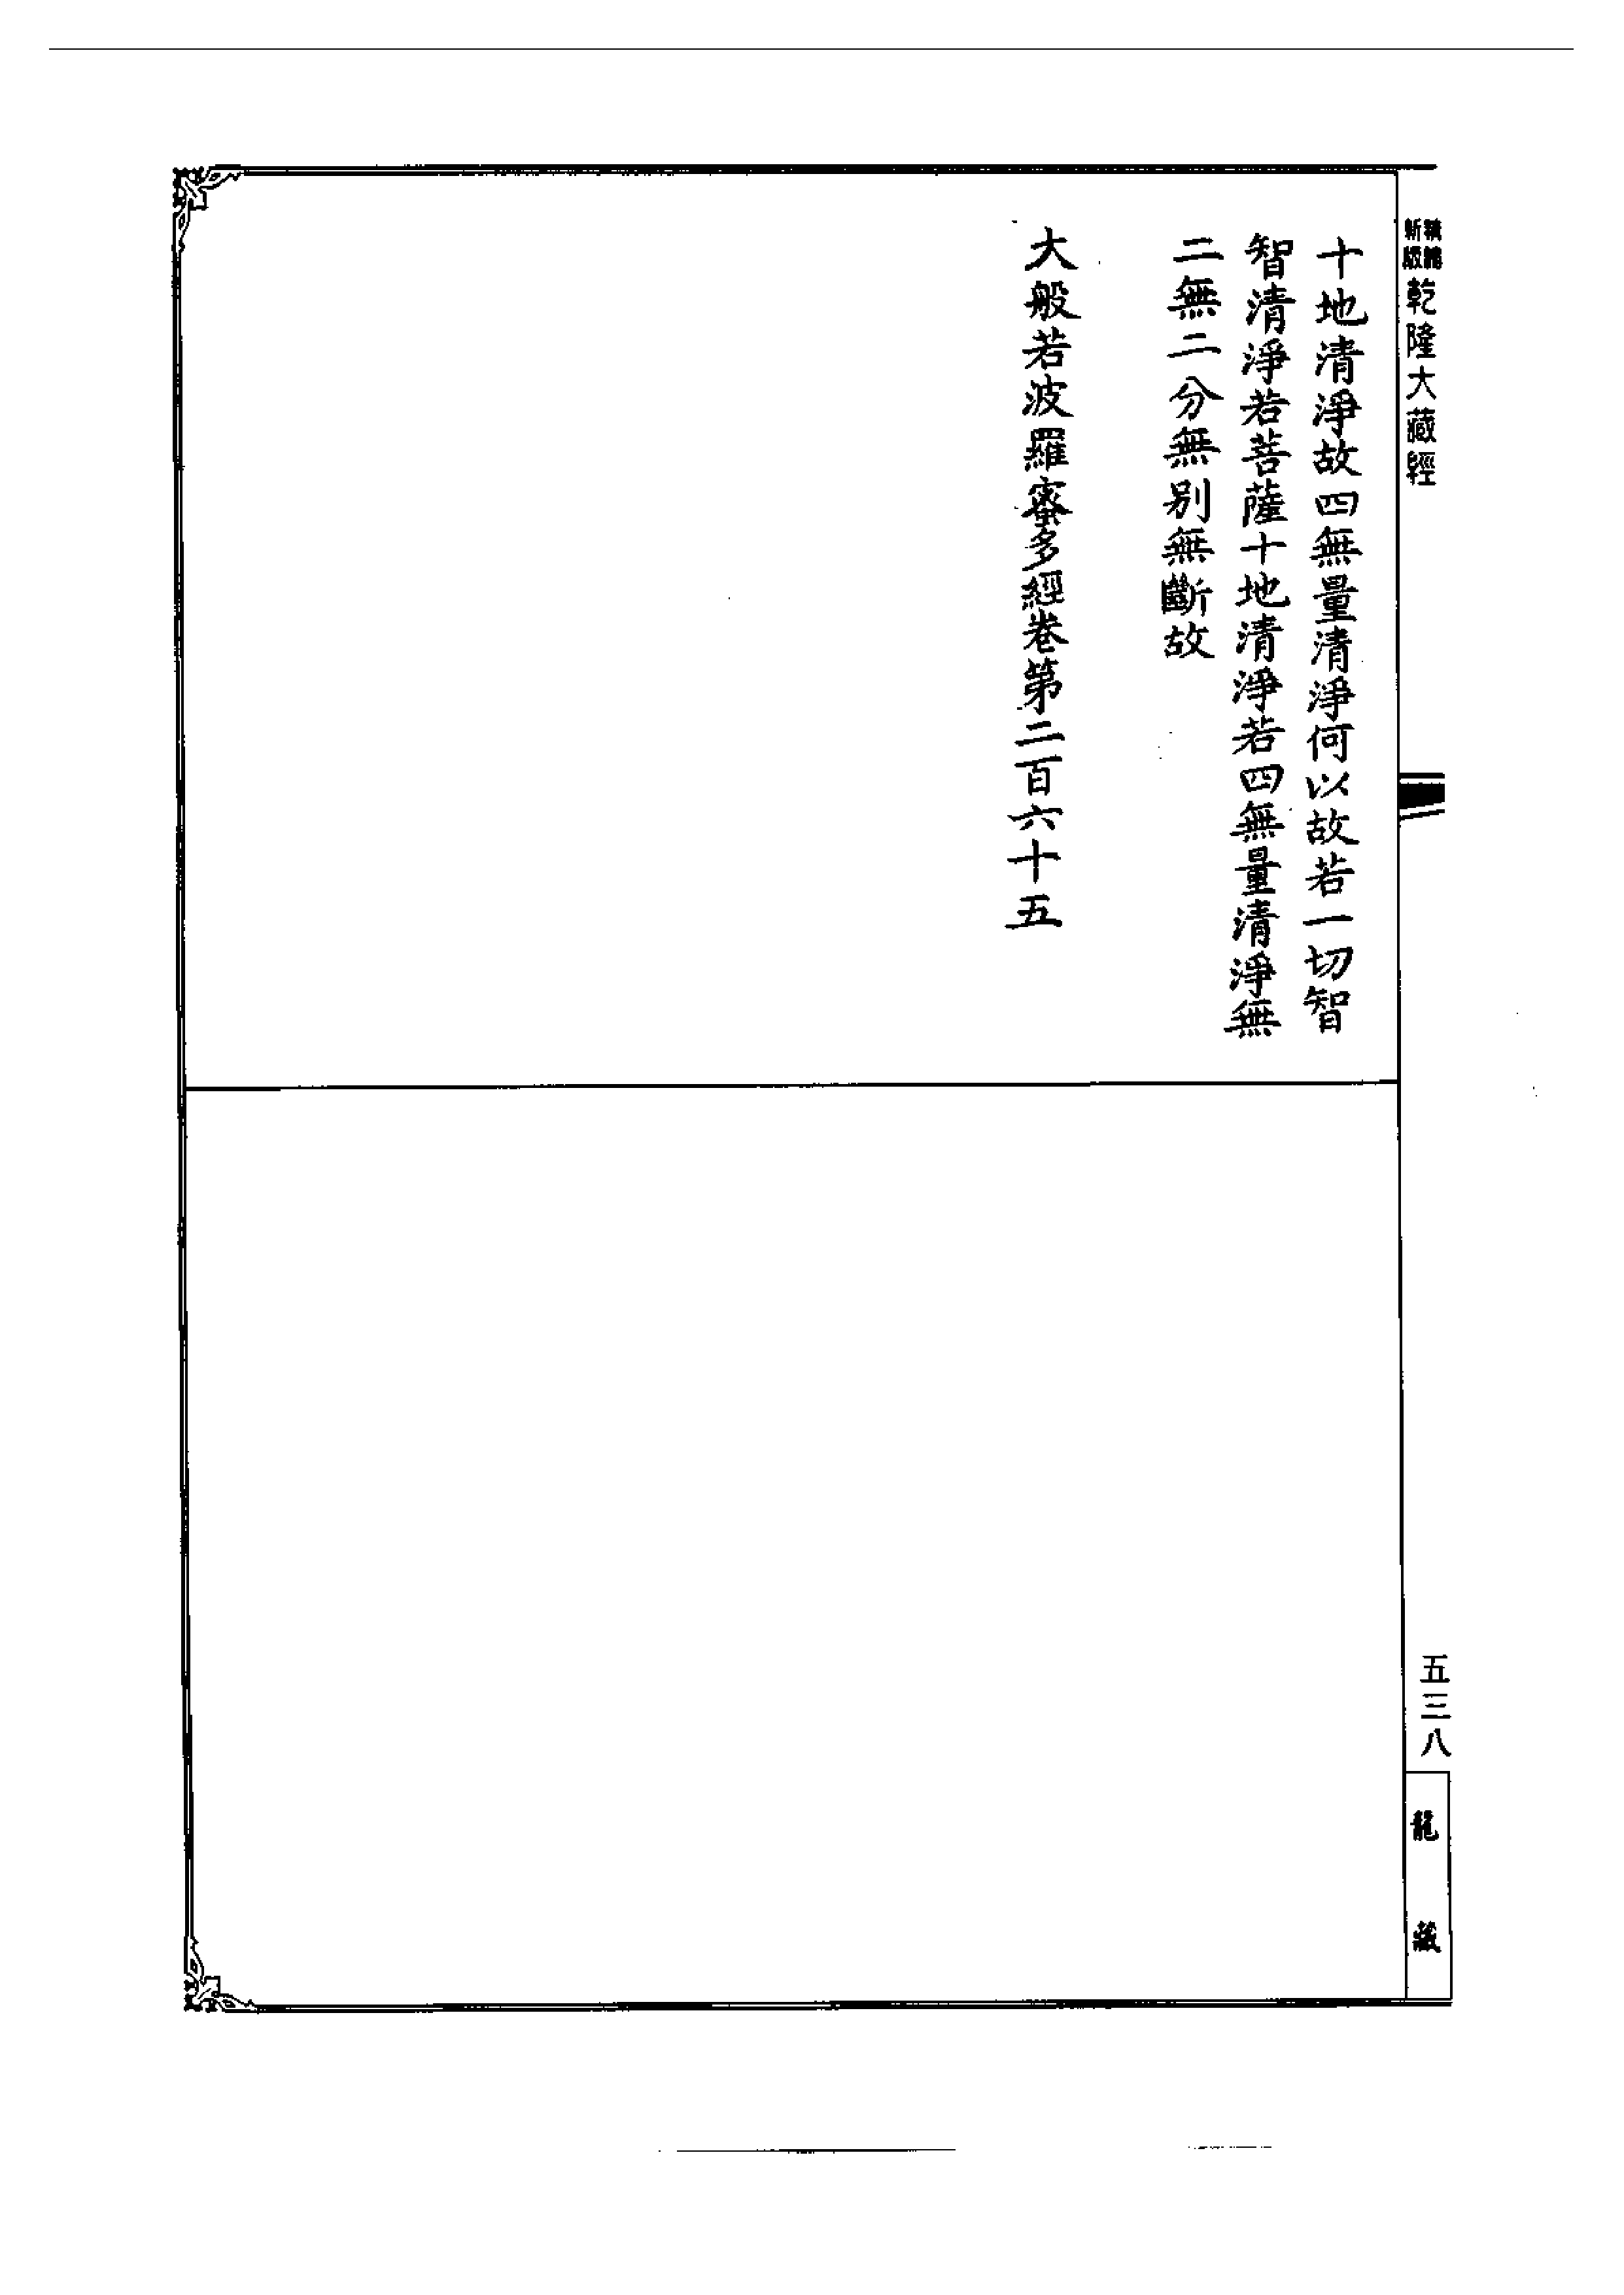 新版
乾隆大藏經
十地清淨故四無量清淨何以故若一切智
智清淨若菩薩十地清淨若四無量清淨無
二無二分無別無斷故
大般若波羅蜜多經卷第二百六十五
五三八
龍藏